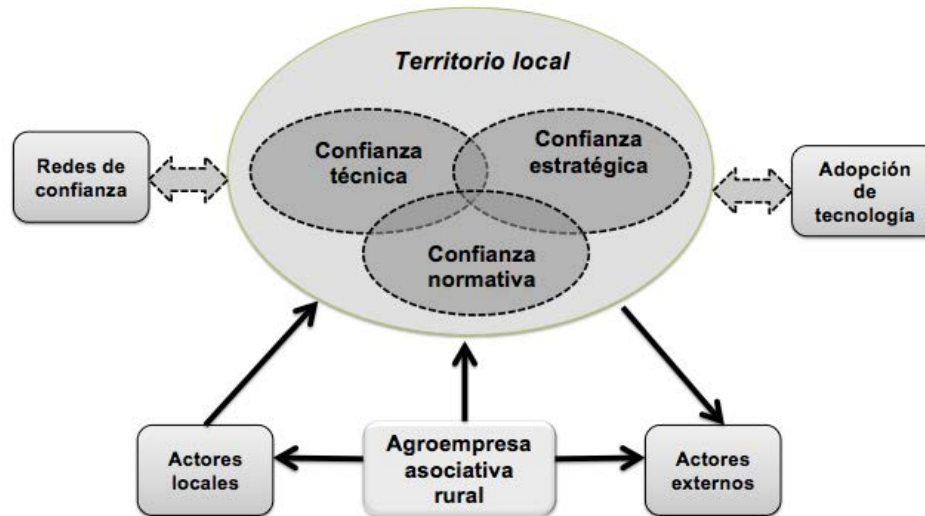 Territorio local
Confianza
técnica
Confianza
estratégica
Confianza
normativa
Redes de
confianza
Adopción
de
tecnología
Actores
locales
Agroempresa
asociativa
rural
Actores
externos